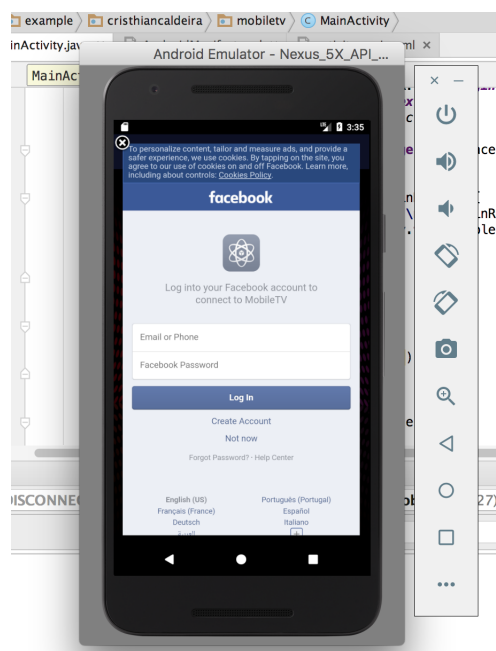 example
cristhiancaldeira
mobiletv
MainActivity
inActivity.jav
ml ×
Android Emulator - Nexus_5X_API_...
MainAc
3:35
To personalize content, tailor and measure ads, and provide a
safer experience, we use cookies. By tapping on the site, you
agree to our use of cookies on and off Facebook. Learn more,
including about controls: Cookies Policy.
facebook
Log into your Facebook account to
connect to MobileTV
Email or Phone
Facebook Password
Log In
Create Account
Not now
Forgot Password? · Help Center
English (US)
Português (Portugal)
Français (France)
Español
Deutsch
Italiano
DISCONNE
27)